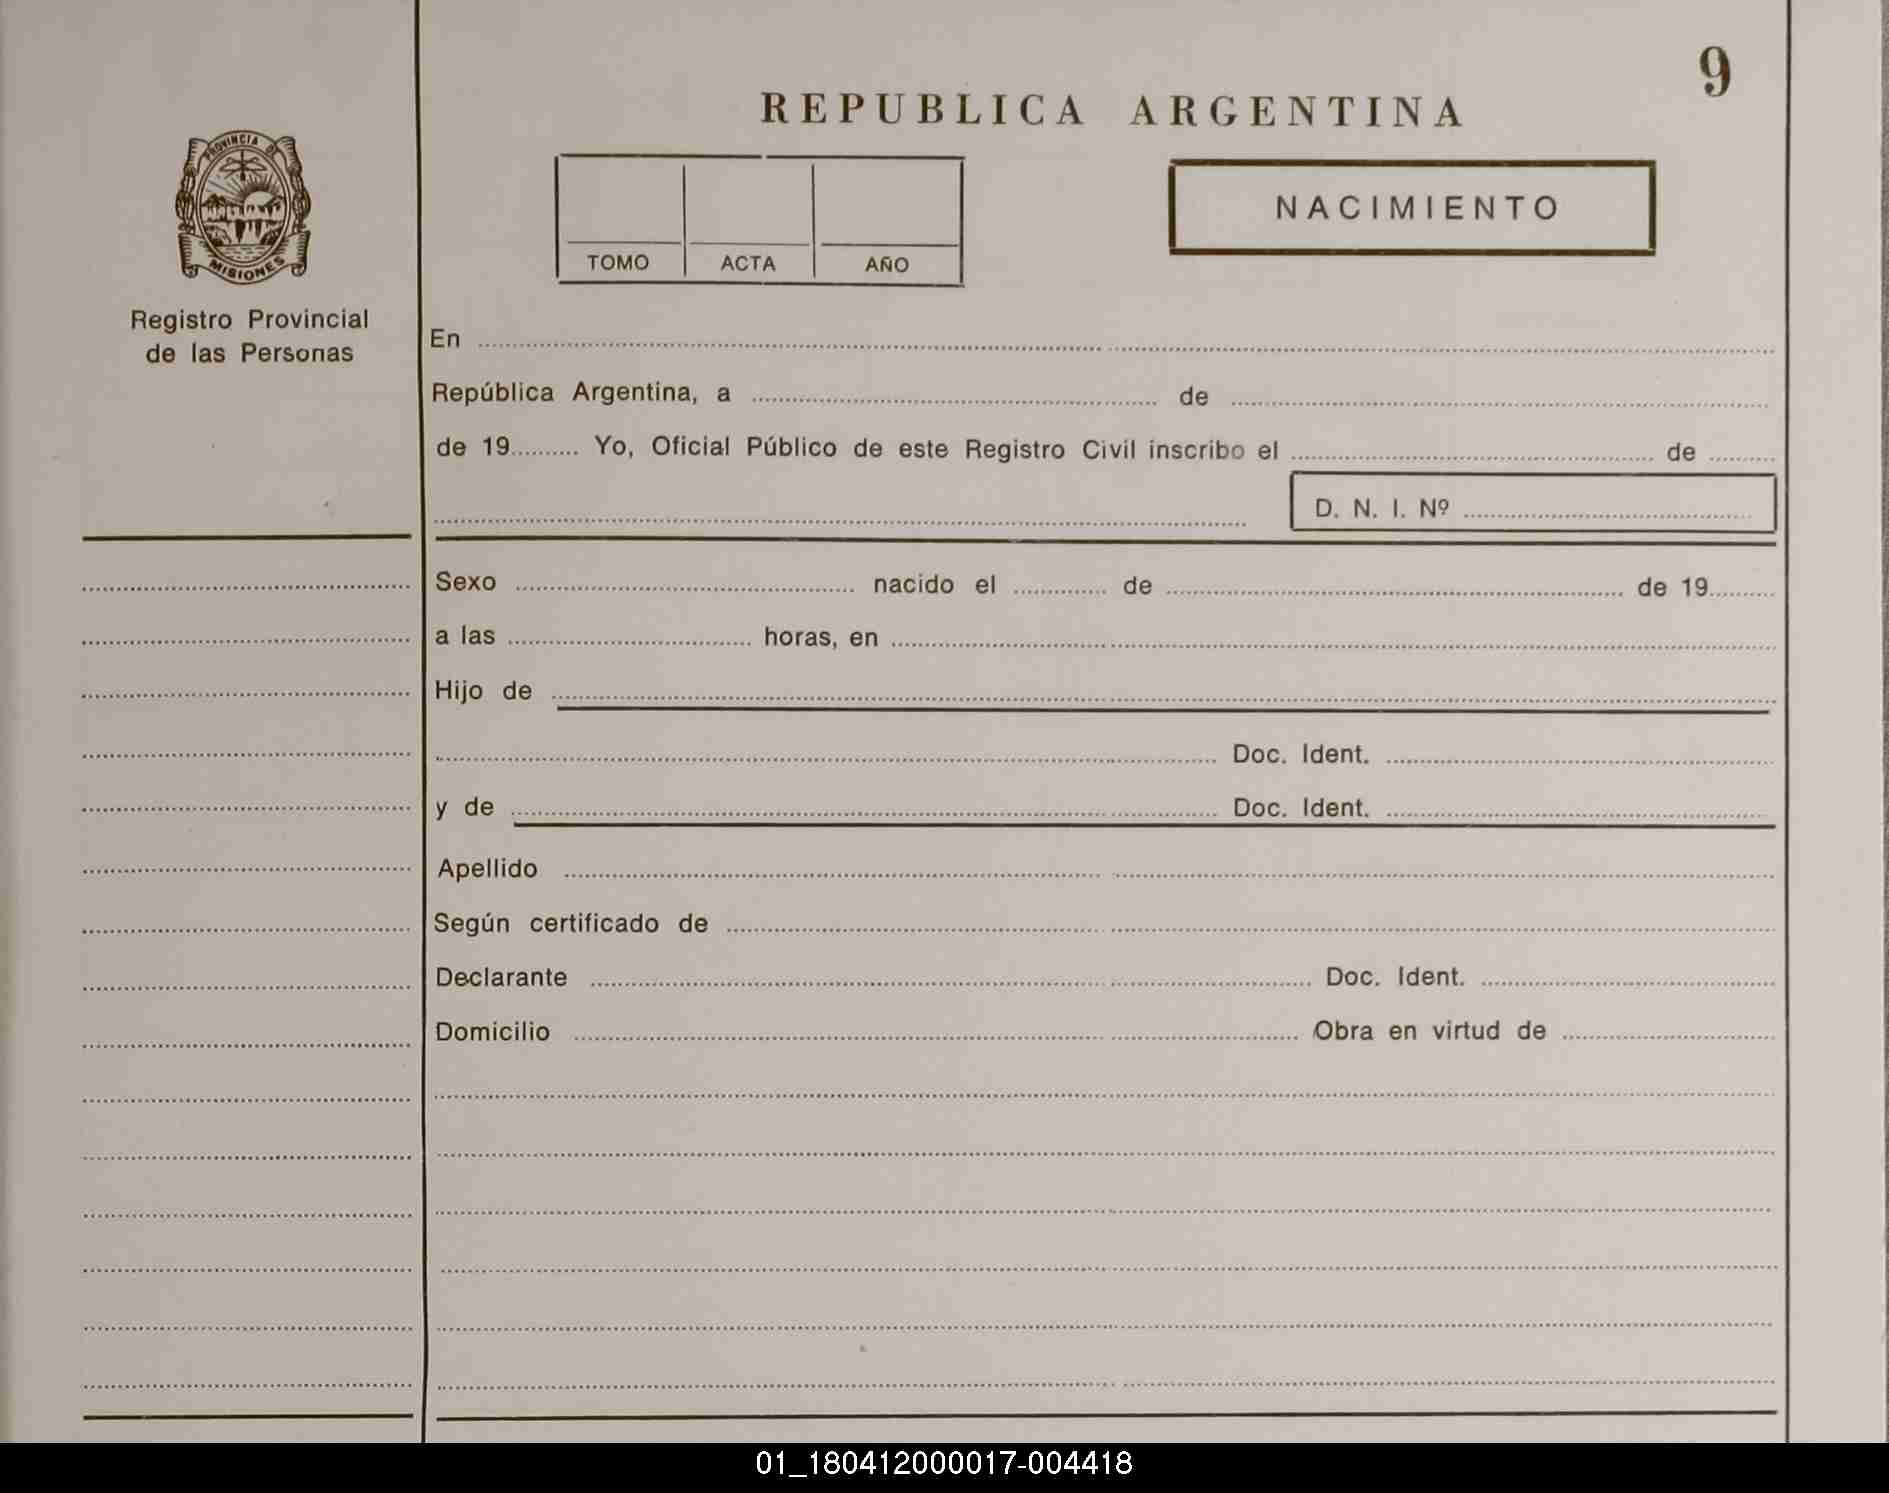 9
REPUBLICA ARGENTINA
PROVINCIA DE
MISIONES
Registro Provincial
de las Personas
TOMO ACTA AÑO
NACIMIENTO
En
República Argentina, a de
de 19 Yo, Oficial Público de este Registro Civil inscribo el de
D. N. I. Nº
Sexo nacido el de de 19
a las horas, en
Hijo de
Doc. Ident.
y de Doc. Ident.
Apellido
Según certificado de
Declarante Doc. Ident.
Domicilio Obra en virtud de
01_180412000017-004418